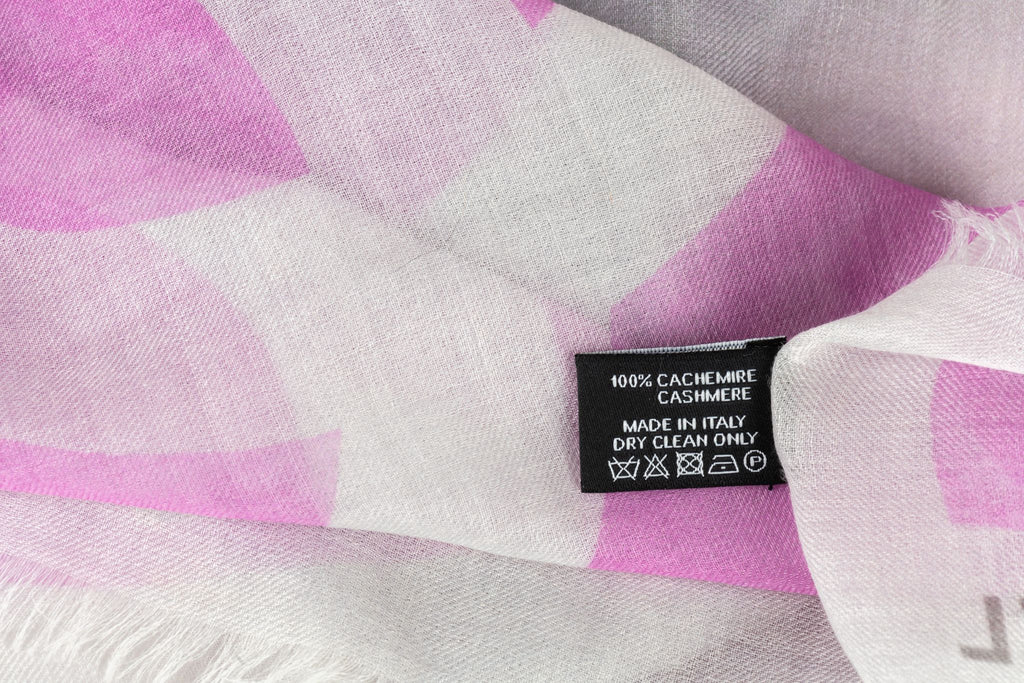 100% CACHEMIRE
CASHMERE
MADE IN ITALY
DRY CLEAN ONLY
P